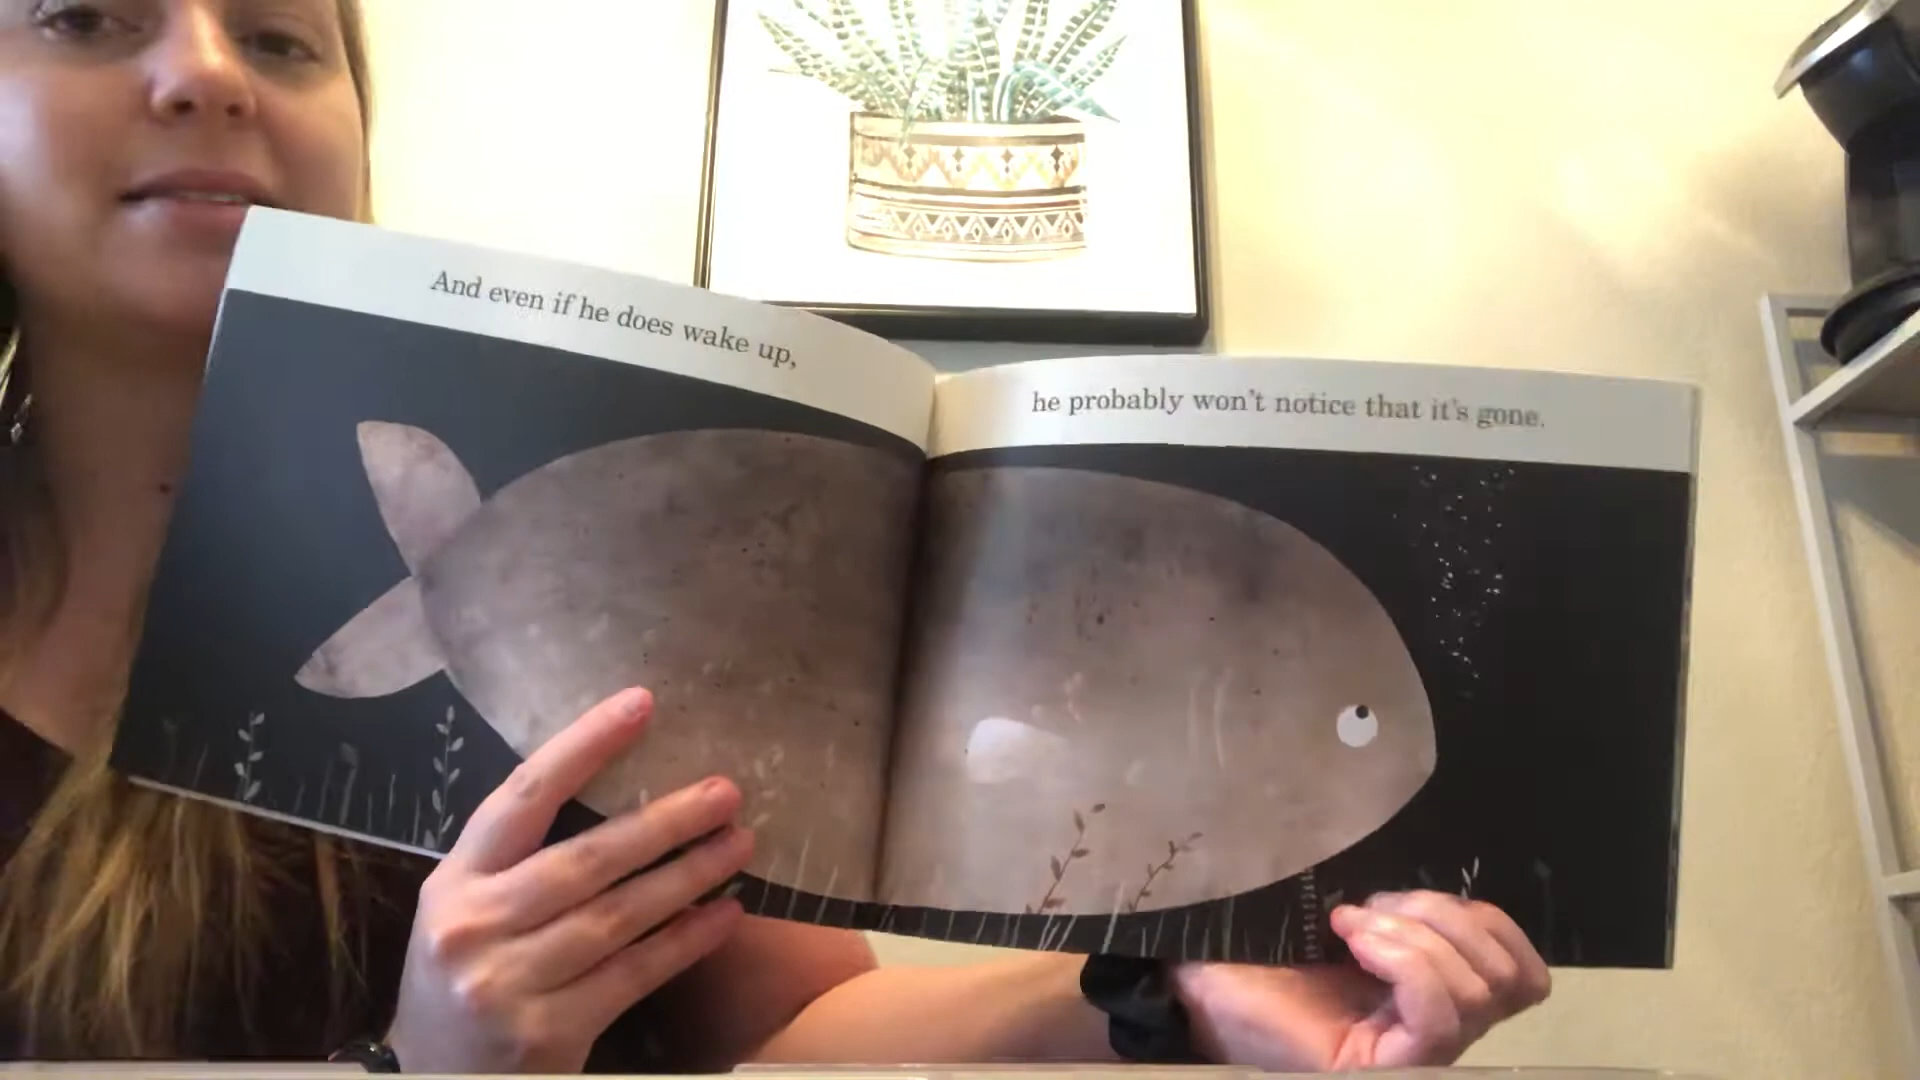 And even if he does wake up,
he probably won't notice that it's gone.